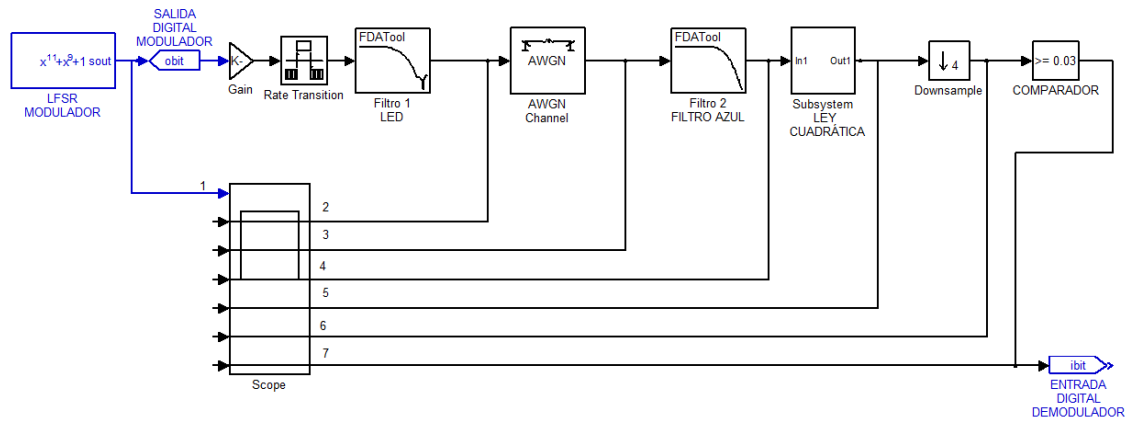 SALIDA
DIGITAL
MODULADOR
x^11+x^9+1 sout
obit
K-
FDATool
AWGN
FDATool
In1 Out1
4
>= 0.03
LFSR
MODULADOR
Gain
Rate Transition
Filtro 1
LED
AWGN
Channel
Filtro 2
FILTRO AZUL
Subsystem
LEY
CUADRÁTICA
Downsample
COMPARADOR
1
2
3
4
5
6
7
Scope
ibit
ENTRADA
DIGITAL
DEMODULADOR